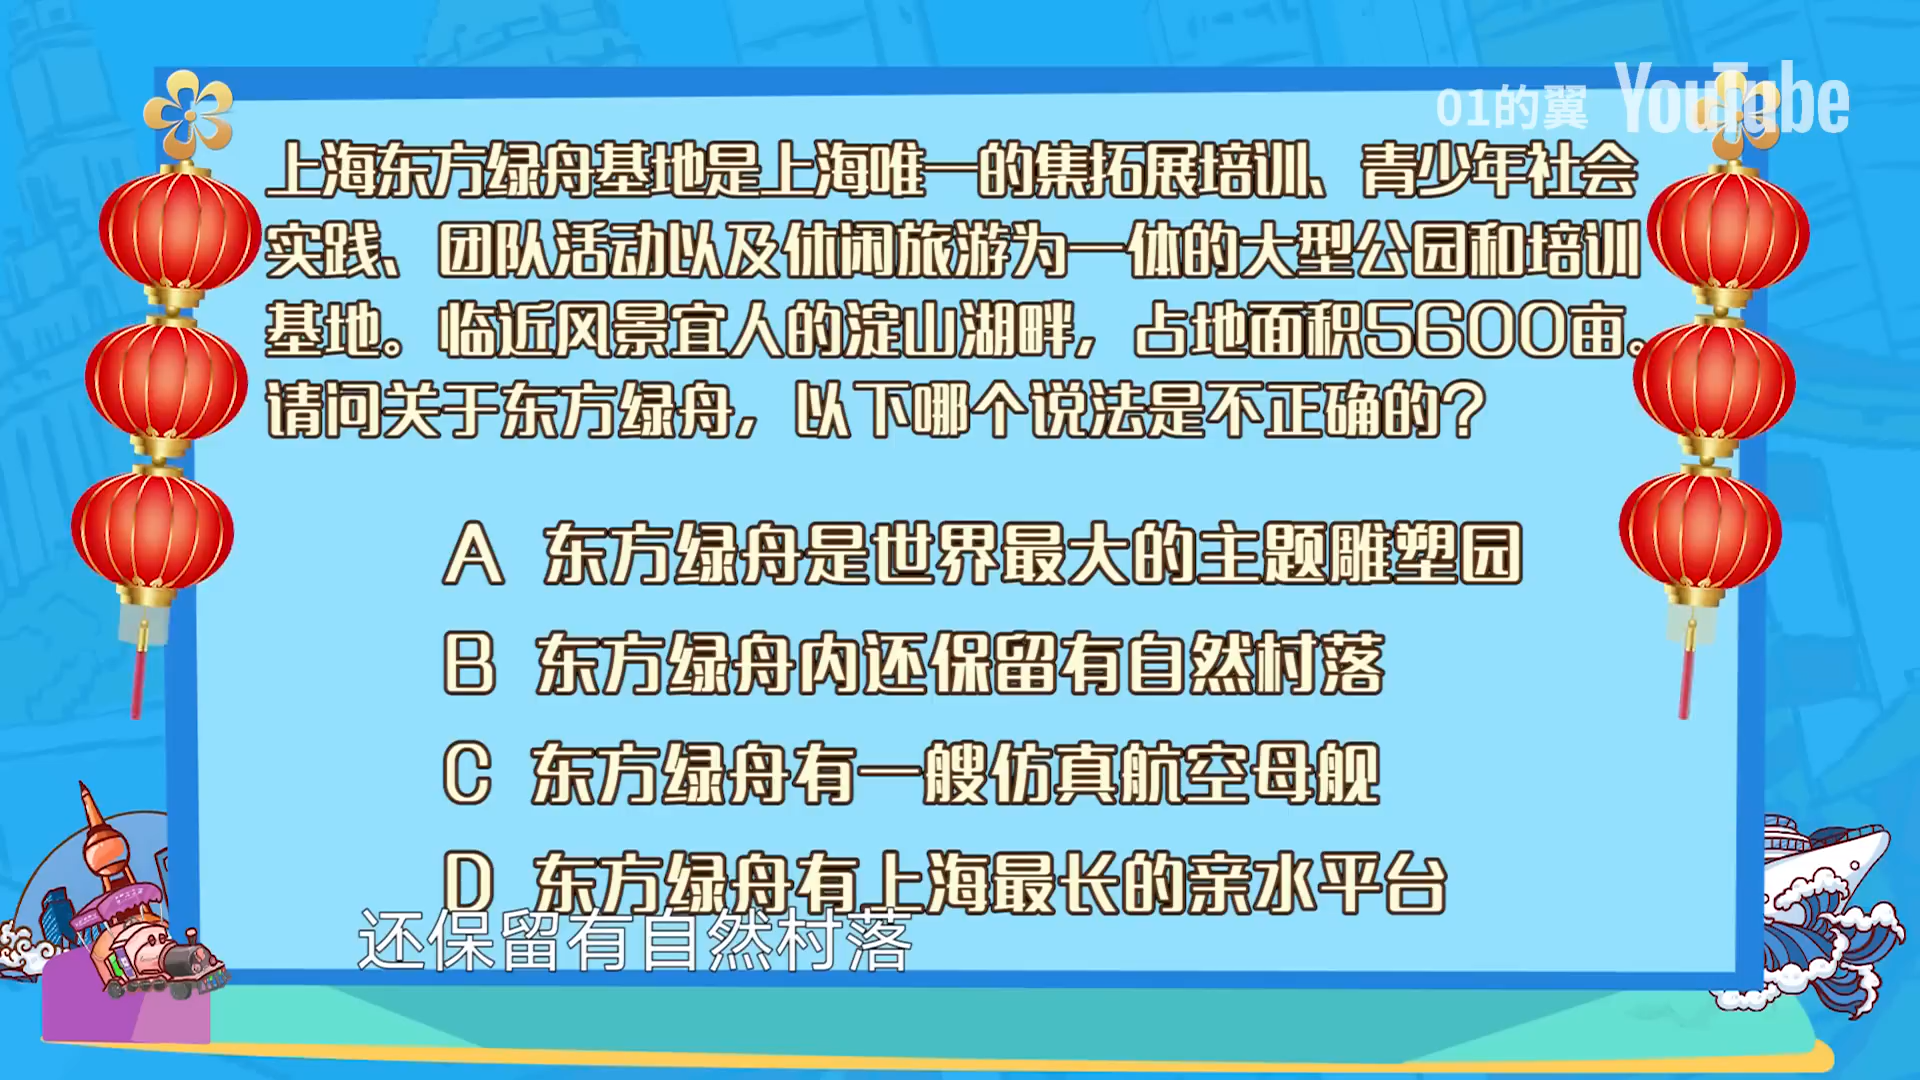 01的翼 YouTube
上海东方绿舟基地是上海唯一的集拓展培训、青少年社会
实践、团队活动以及休闲旅游为一体的大型公园和培训
基地。临近风景宜人的淀山湖畔，占地面积5600亩。
请问关于东方绿舟，以下哪个说法是不正确的？
A 东方绿舟是世界最大的主题雕塑园
B 东方绿舟内还保留有自然村落
C 东方绿舟有一艘仿真航空母舰
D 东方绿舟有上海最长的亲水平台
还保留有自然村落